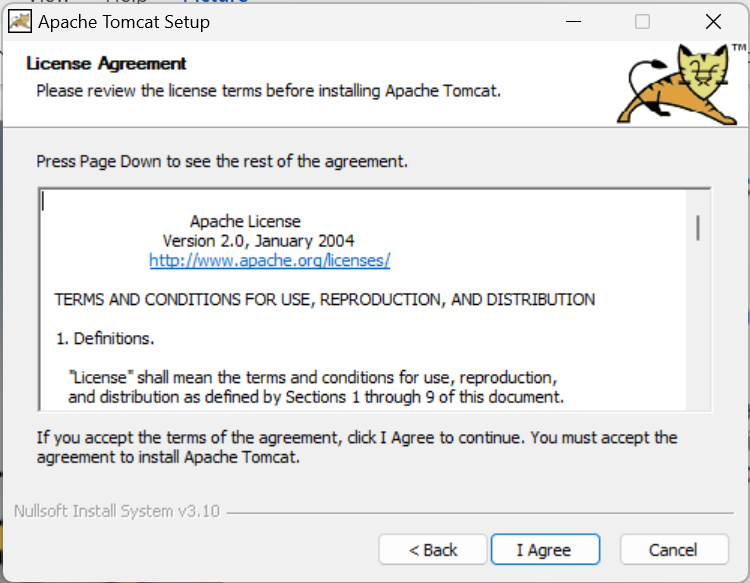 Apache Tomcat Setup
License Agreement
Please review the license terms before installing Apache Tomcat.
TM
Press Page Down to see the rest of the agreement.
Apache License
Version 2.0, January 2004
http://www.apache.org/licenses/
TERMS AND CONDITIONS FOR USE, REPRODUCTION, AND DISTRIBUTION
1. Definitions.
"License" shall mean the terms and conditions for use, reproduction,
and distribution as defined by Sections 1 through 9 of this document.
If you accept the terms of the agreement, click I Agree to continue. You must accept the
agreement to install Apache Tomcat.
Nullsoft Install System v3.10
< Back I Agree Cancel